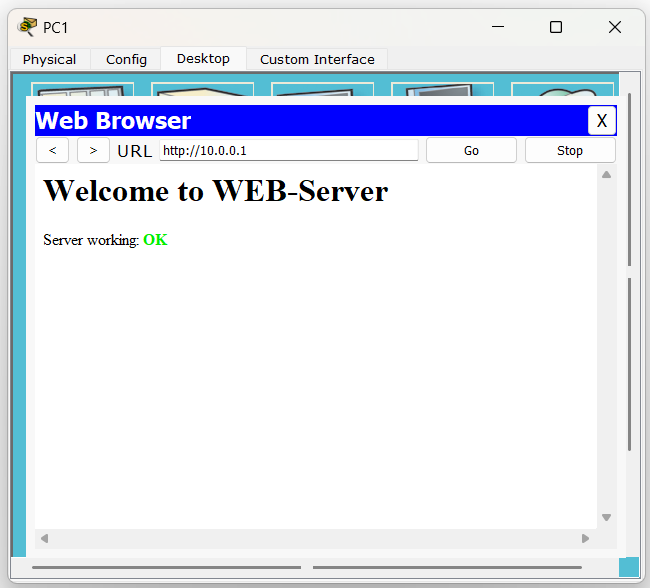 PC1
Physical Config Desktop Custom Interface
Web Browser X
< > URL http://10.0.0.1 Go Stop
Welcome to WEB-Server
Server working: OK